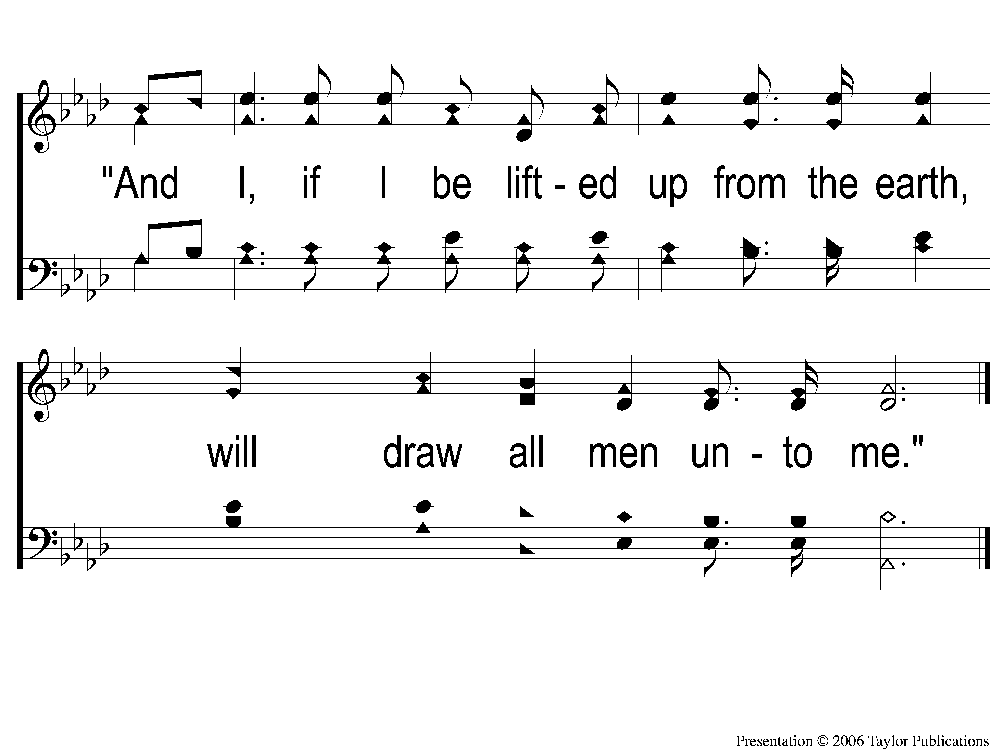 "And I, if I be lift - ed up from the earth,
will draw all men un - to me."
Presentation © 2006 Taylor Publications